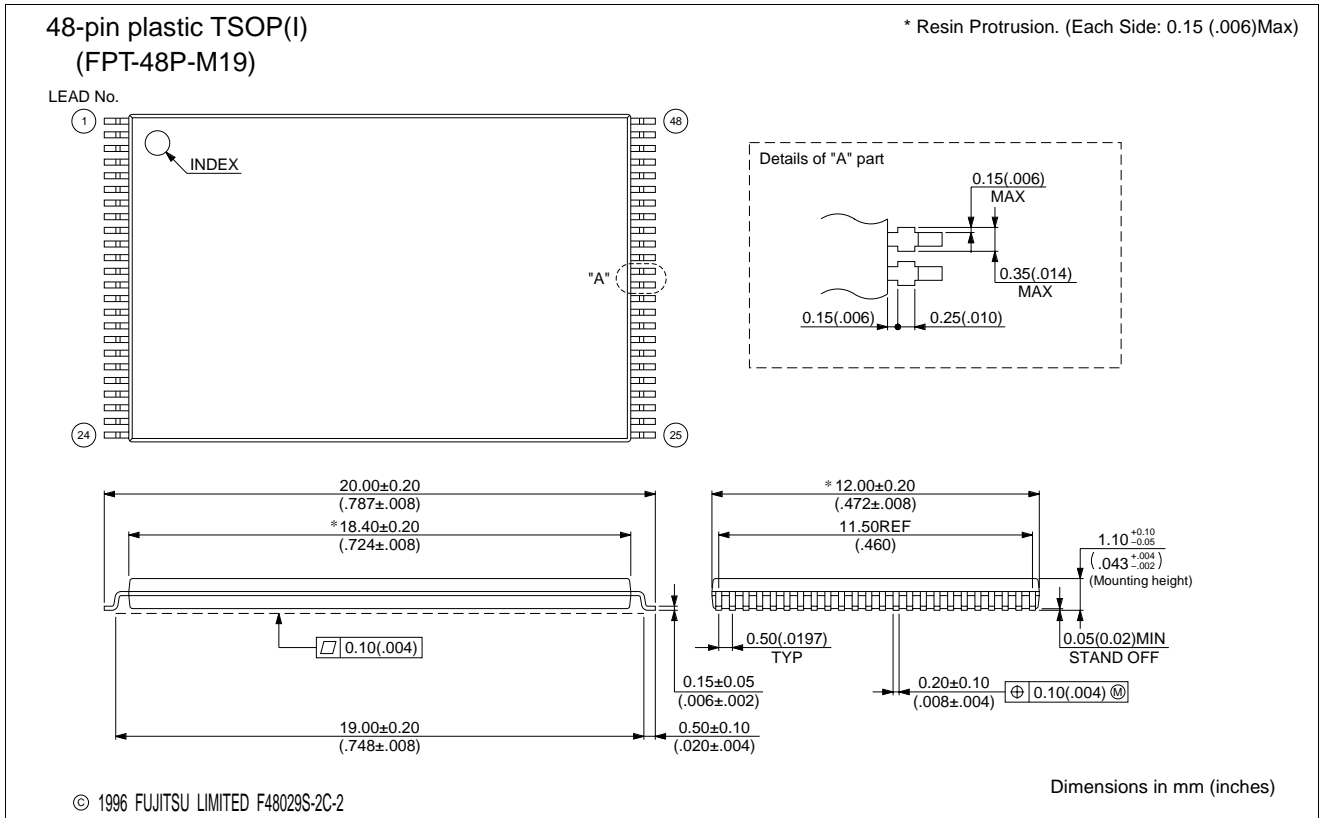 48-pin plastic TSOP(I)
(FPT-48P-M19)
* Resin Protrusion. (Each Side: 0.15 (.006)Max)
LEAD No.
1
48
INDEX
"A"
24
25
Details of "A" part
0.15(.006)
MAX
0.35(.014)
MAX
0.15(.006)
0.25(.010)
20.00±0.20
(.787±.008)
*18.40±0.20
(.724±.008)
0.10(.004)
0.15±0.05
(.006±.002)
19.00±0.20
(.748±.008)
0.50±0.10
(.020±.004)
*12.00±0.20
(.472±.008)
11.50REF
(.460)
1.10 +0.10 -0.05
(.043 +.004 -.002)
(Mounting height)
0.50(.0197)
TYP
0.05(0.02)MIN
STAND OFF
0.20±0.10
(.008±.004)
0.10(.004) Ⓜ
© 1996 FUJITSU LIMITED F48029S-2C-2
Dimensions in mm (inches)